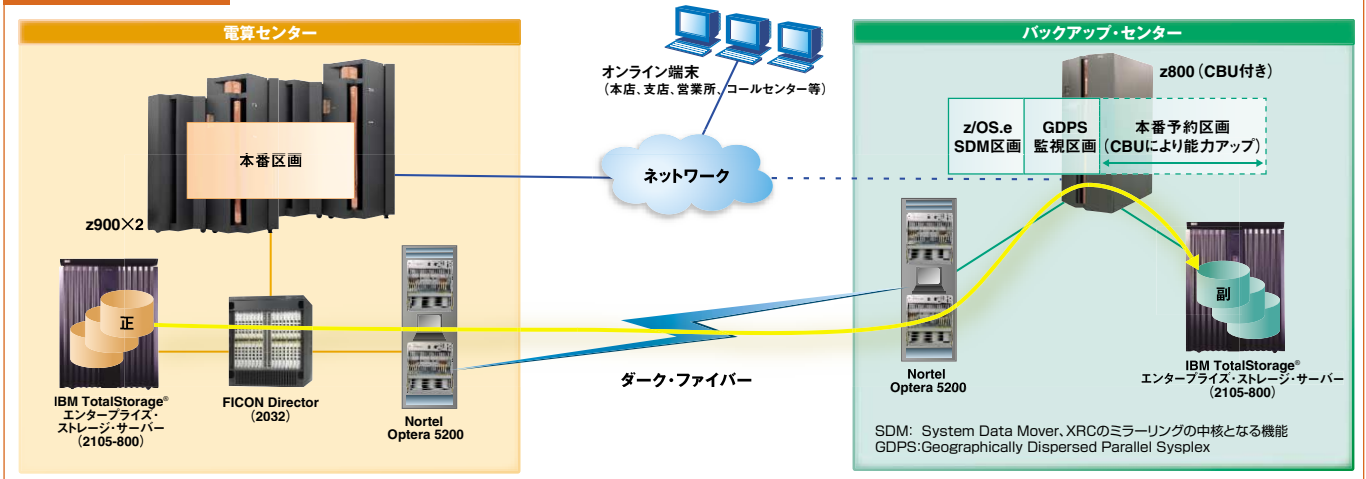 電算センター
本番区画
z900×2
正
IBM TotalStorage®
エンタープライズ・
ストレージ・サーバー
(2105-800)
FICON Director
(2032)
Nortel
Optera 5200
オンライン端末
(本店、支店、営業所、コールセンター等)
ネットワーク
ダーク・ファイバー
バックアップ・センター
z800(CBU付き)
z/OS.e
SDM区画
GDPS
監視区画
本番予約区画
(CBUにより能力アップ)
副
Nortel
Optera 5200
IBM TotalStorage®
エンタープライズ・ストレージ・サーバー
(2105-800)
SDM: System Data Mover、XRCのミラーリングの中核となる機能
GDPS:Geographically Dispersed Parallel Sysplex